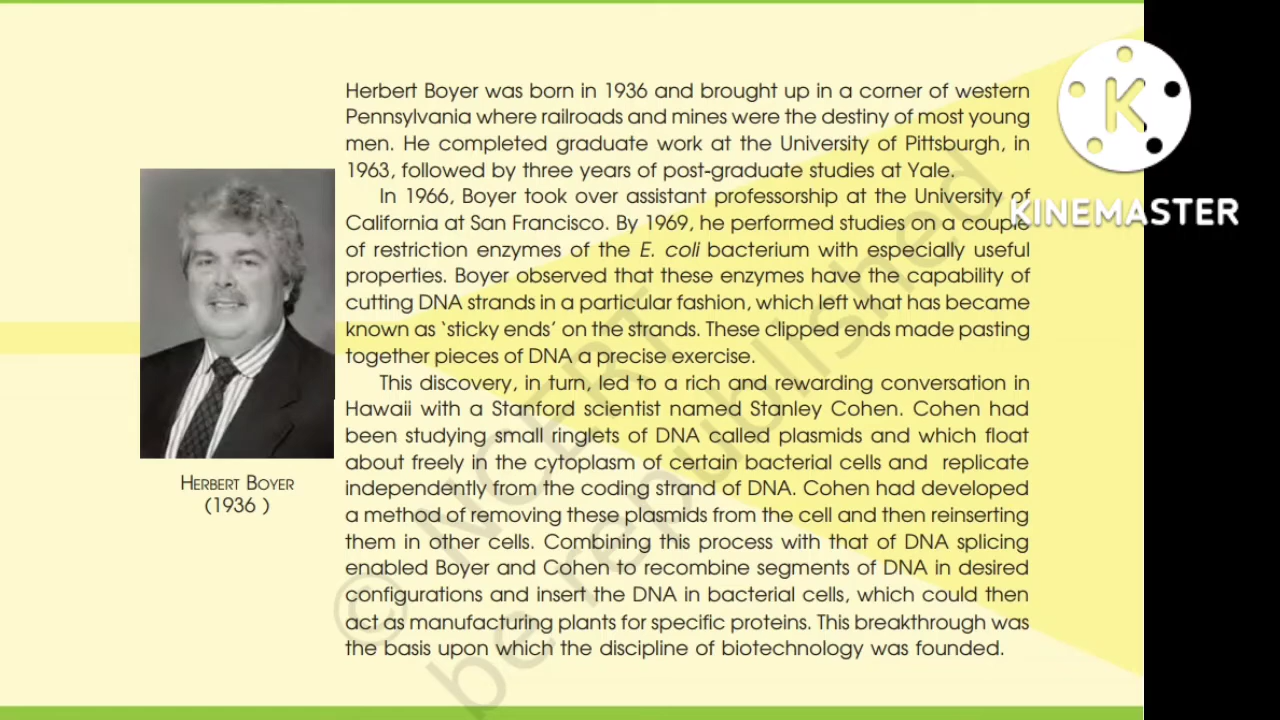 Herbert Boyer was born in 1936 and brought up in a corner of western
Pennsylvania where railroads and mines were the destiny of most young
men. He completed graduate work at the University of Pittsburgh, in
1963, followed by three years of post-graduate studies at Yale.
In 1966, Boyer took over assistant professorship at the University of
California at San Francisco. By 1969, he performed studies on a couple
of restriction enzymes of the E. coli bacterium with especially useful
properties. Boyer observed that these enzymes have the capability of
cutting DNA strands in a particular fashion, which left what has became
known as ‘sticky ends’ on the strands. These clipped ends made pasting
together pieces of DNA a precise exercise.
This discovery, in turn, led to a rich and rewarding conversation in
Hawaii with a Stanford scientist named Stanley Cohen. Cohen had
been studying small ringlets of DNA called plasmids and which float
about freely in the cytoplasm of certain bacterial cells and replicate
independently from the coding strand of DNA. Cohen had developed
a method of removing these plasmids from the cell and then reinserting
them in other cells. Combining this process with that of DNA splicing
enabled Boyer and Cohen to recombine segments of DNA in desired
configurations and insert the DNA in bacterial cells, which could then
act as manufacturing plants for specific proteins. This breakthrough was
the basis upon which the discipline of biotechnology was founded.
HERBERT BOYER
(1936 )
K
KINEMASTER
© NCERT
be republished